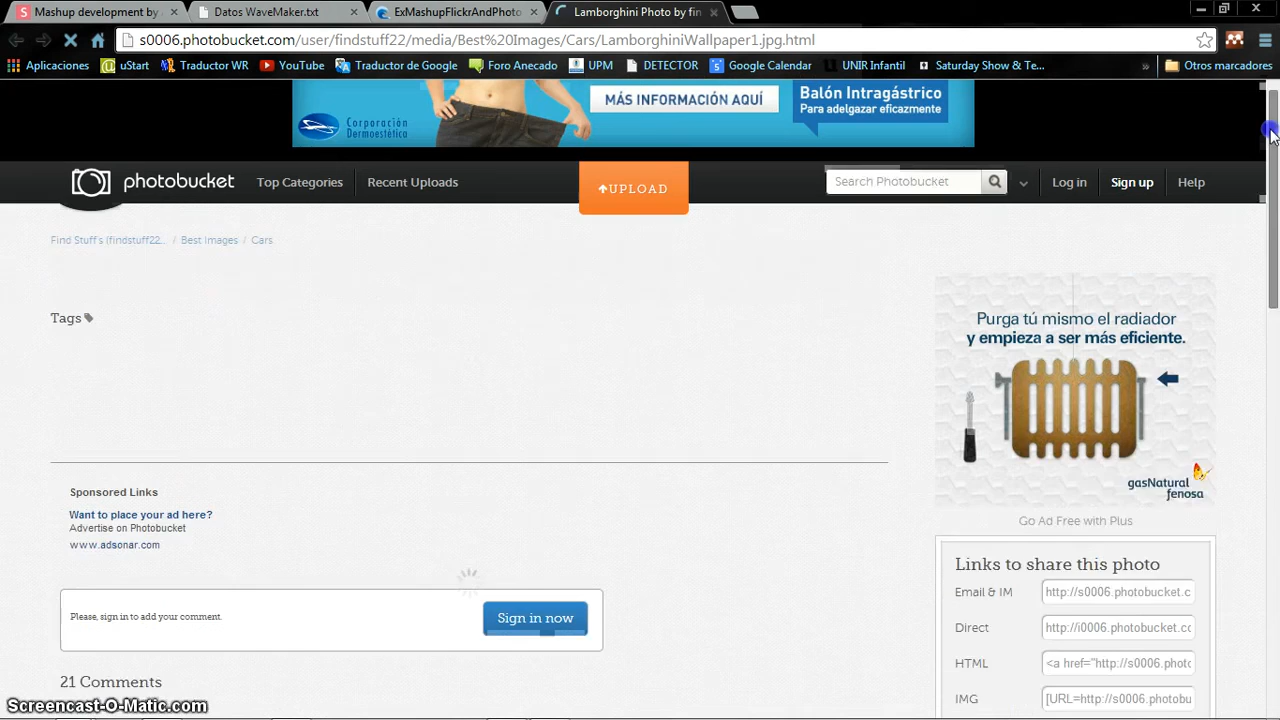 Mashup development by
Datos WaveMaker.txt
ExMashupFlickrAndPhoto
Lamborghini Photo by fin
s0006.photobucket.com/user/findstuff22/media/Best%20Images/Cars/LamborghiniWallpaper1.jpg.html
Aplicaciones
uStart
Traductor WR
YouTube
Traductor de Google
Foro Anecado
UPM
DETECTOR
Google Calendar
UNIR Infantil
Saturday Show & Te...
»
Otros marcadores
Corporación
Dermoestética
MÁS INFORMACIÓN AQUÍ
Balón Intragástrico
Para adelgazar eficazmente
photobucket
Top Categories
Recent Uploads
UPLOAD
Search Photobucket
Log in
Sign up
Help
Find Stuff's (findstuff22... / Best Images / Cars
Tags
Purga tú mismo el radiador
y empieza a ser más eficiente.
gasNatural
fenosa
Go Ad Free with Plus
Sponsored Links
Want to place your ad here?
Advertise on Photobucket
www.adsonar.com
Please, sign in to add your comment.
Sign in now
21 Comments
Links to share this photo
Email & IM
http://s0006.photobucket.c
Direct
http://i0006.photobucket.co
HTML
<a href="http://s0006.photo
IMG
[URL=http://s0006.photobu
Screencast-O-Matic.com